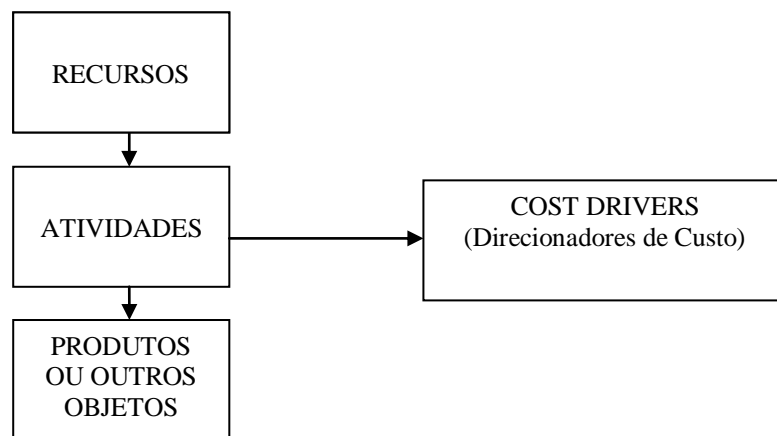 RECURSOS
ATIVIDADES
COST DRIVERS
(Direcionadores de Custo)
PRODUTOS
OU OUTROS
OBJETOS